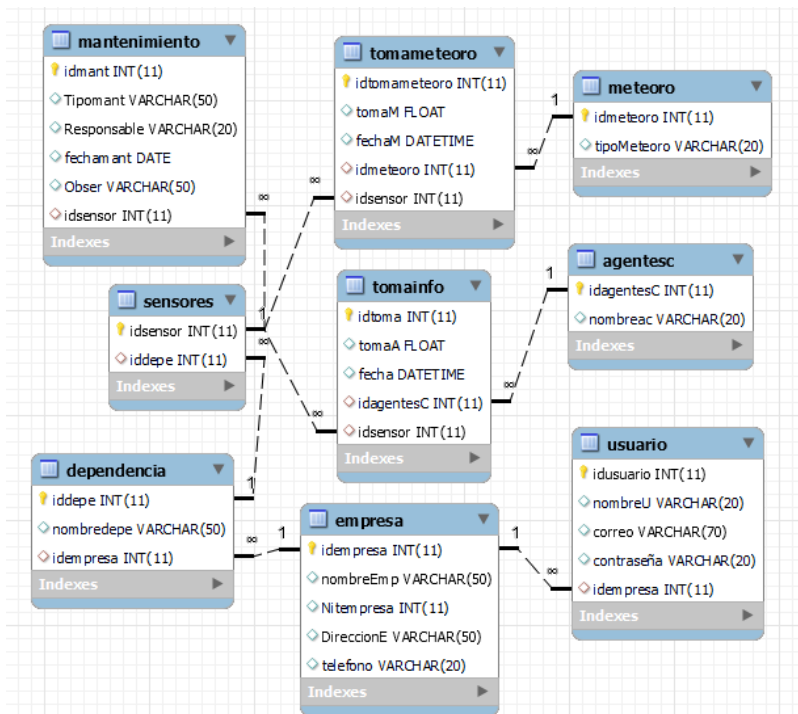 mantenimiento
idmant INT(11)
Tipomant VARCHAR(50)
Responsable VARCHAR(20)
fechamant DATE
Obser VARCHAR(50)
idsensor INT(11)
Indexes
∞
tomameteoro
idtomameteoro INT(11)
tomaM FLOAT
fechaM DATETIME
idmeteoro INT(11)
idsensor INT(11)
Indexes
∞
∞
1
meteoro
idmeteoro INT(11)
tipoMeteoro VARCHAR(20)
Indexes
sensores
idsensor INT(11)
iddepe INT(11)
Indexes
1
∞
tomainfo
idtoma INT(11)
tomaA FLOAT
fecha DATETIME
idagentesC INT(11)
idsensor INT(11)
Indexes
∞
∞
1
agentesc
idagentesC INT(11)
nombreac VARCHAR(20)
Indexes
dependencia
iddepe INT(11)
nombredepe VARCHAR(50)
idempresa INT(11)
Indexes
1
∞
1
empresa
idempresa INT(11)
nombreEmp VARCHAR(50)
Nitempresa INT(11)
DireccionE VARCHAR(50)
telefono VARCHAR(20)
Indexes
1
∞
usuario
idusuario INT(11)
nombreU VARCHAR(20)
correo VARCHAR(70)
contraseña VARCHAR(20)
idempresa INT(11)
Indexes